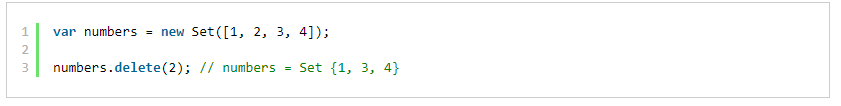 1 var numbers = new Set([1, 2, 3, 4]);
2
3 numbers.delete(2); // numbers = Set {1, 3, 4}